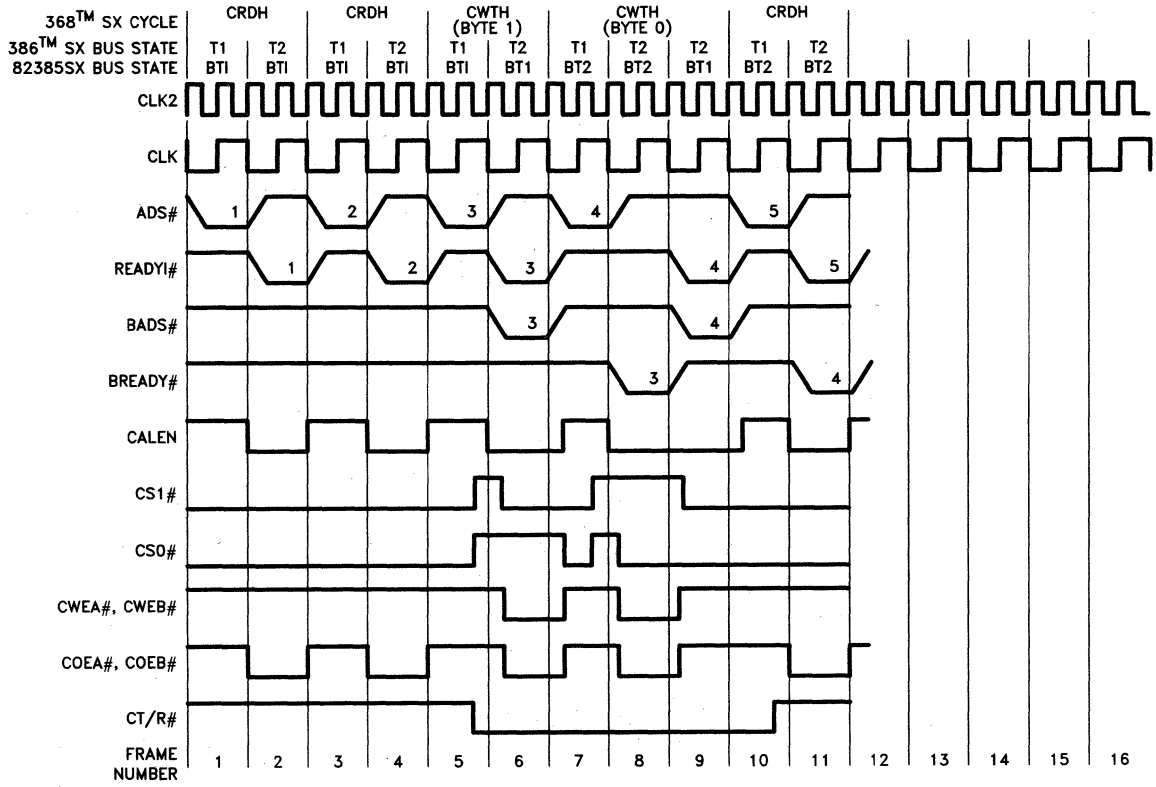 368TM SX CYCLE CRDH CRDH CWTH (BYTE 1) CWTH (BYTE 0) CRDH
386TM SX BUS STATE T1 T2 T1 T2 T1 T2 T1 T2 T2 T1 T2
82385SX BUS STATE BTI BTI BTI BTI BTI BT1 BT2 BT2 BT1 BT2 BT2
CLK2
CLK
ADS# 1 2 3 4 5
READYI# 1 2 3 4 5
BADS# 3 4
BREADY# 3 4
CALEN
CS1#
CS0#
CWEA#, CWEB#
COEA#, COEB#
CT/R#
FRAME NUMBER 1 2 3 4 5 6 7 8 9 10 11 12 13 14 15 16